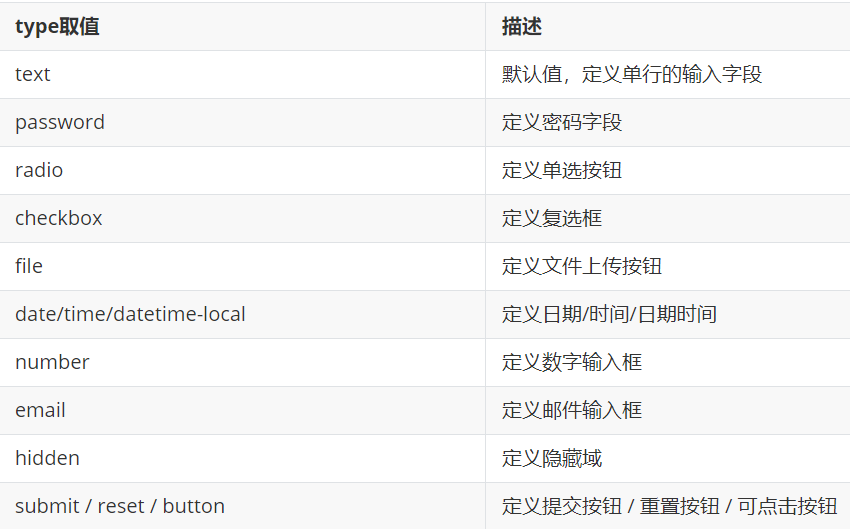 type取值 描述
text 默认值，定义单行的输入字段
password 定义密码字段
radio 定义单选按钮
checkbox 定义复选框
file 定义文件上传按钮
date/time/datetime-local 定义日期/时间/日期时间
number 定义数字输入框
email 定义邮件输入框
hidden 定义隐藏域
submit / reset / button 定义提交按钮 / 重置按钮 / 可点击按钮